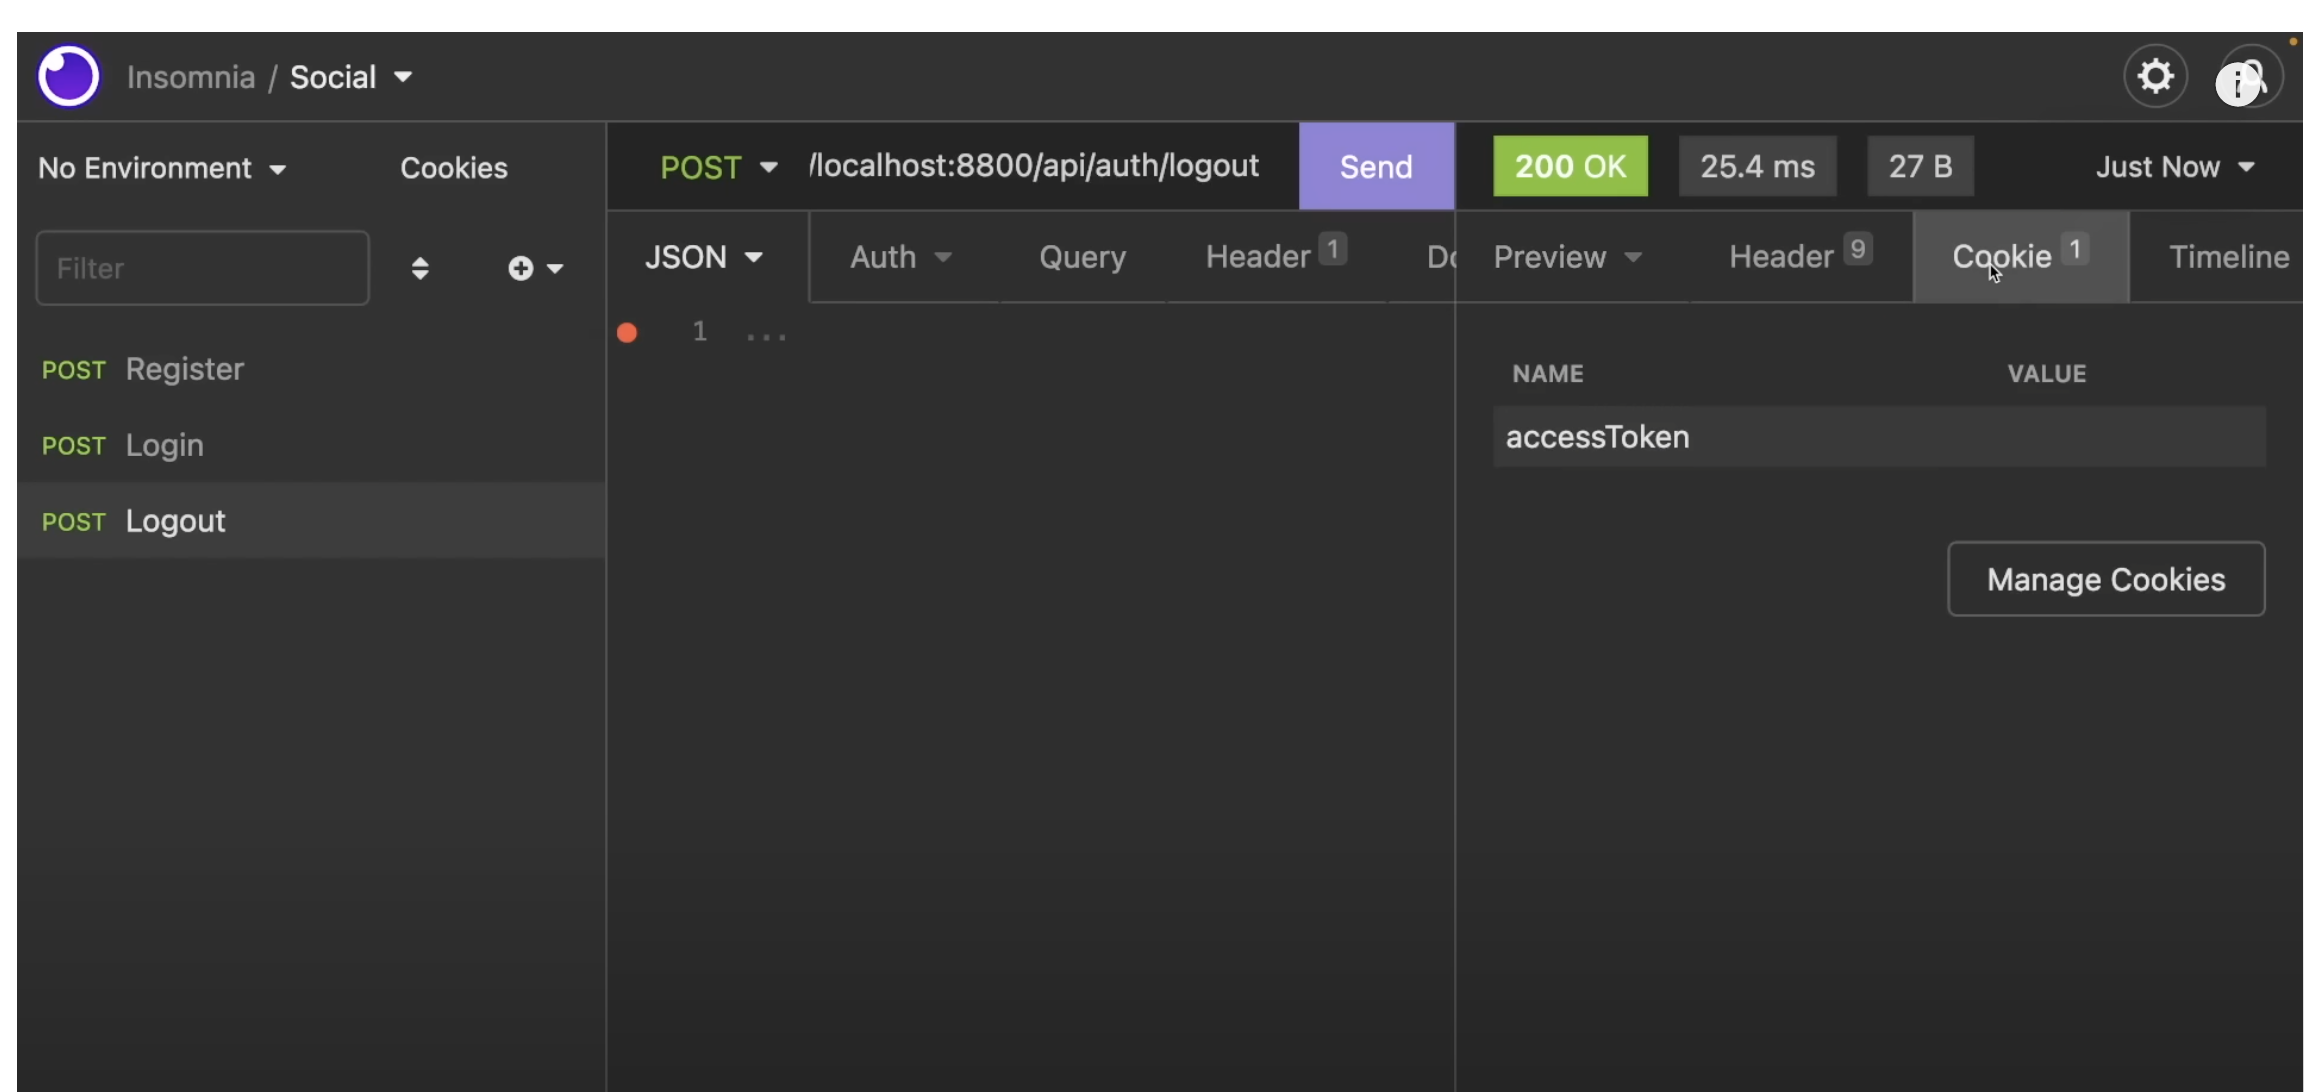 Insomnia / Social
No Environment
Cookies
POST /localhost:8800/api/auth/logout
Send
200 OK
25.4 ms
27 B
Just Now
Filter
JSON
Auth
Query
Header 1
Preview
Header 9
Cookie 1
Timeline
POST Register
POST Login
POST Logout
1 ...
NAME VALUE
accessToken
Manage Cookies